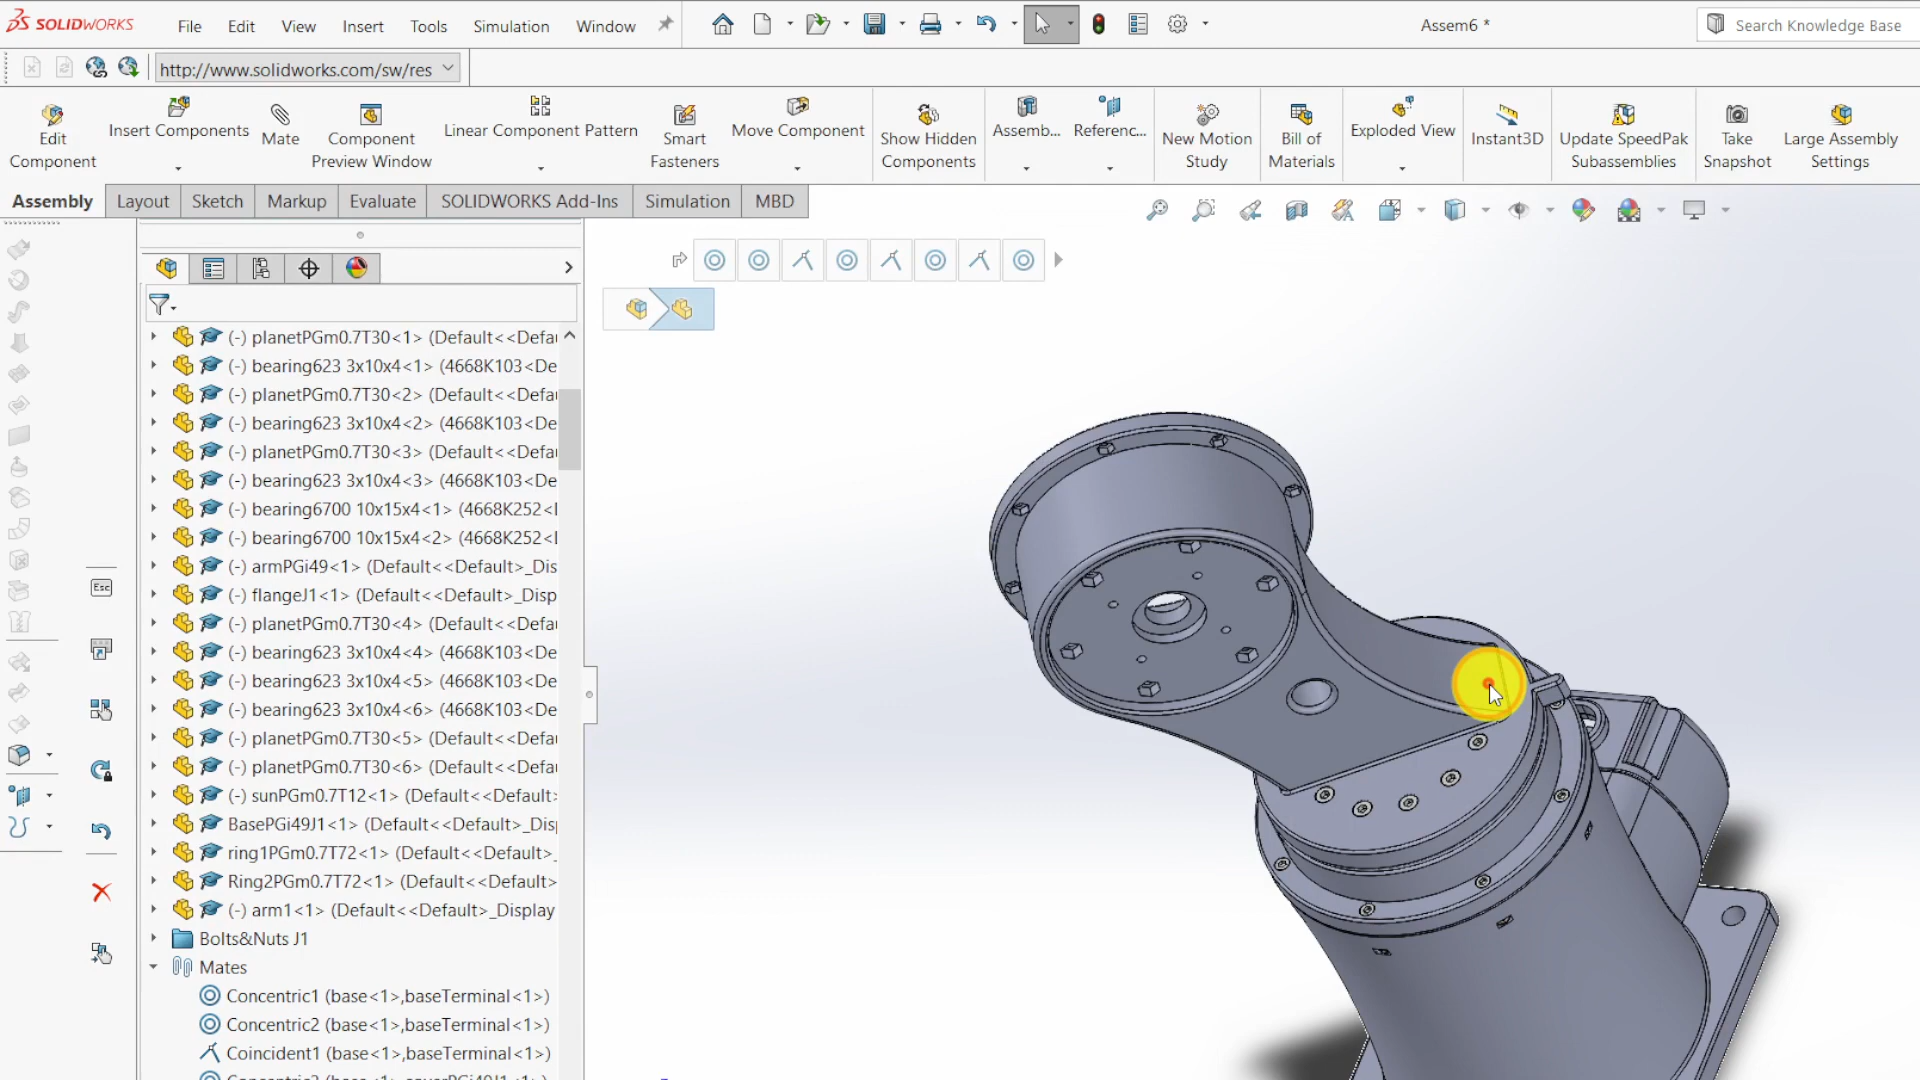 SOLIDWORKS File Edit View Insert Tools Simulation Window Assem6 * Search Knowledge Base
http://www.solidworks.com/sw/res
Edit Component
Insert Components
Mate
Component Preview Window
Linear Component Pattern
Smart Fasteners
Move Component
Show Hidden Components
Assemb...
Referenc...
New Motion Study
Bill of Materials
Exploded View
Instant3D
Update SpeedPak Subassemblies
Take Snapshot
Large Assembly Settings
Assembly Layout Sketch Markup Evaluate SOLIDWORKS Add-Ins Simulation MBD
(-) planetPGm0.7T30<1> (Default<<Defau
(-) bearing623 3x10x4<1> (4668K103<De
(-) planetPGm0.7T30<2> (Default<<Defau
(-) bearing623 3x10x4<2> (4668K103<De
(-) planetPGm0.7T30<3> (Default<<Defau
(-) bearing623 3x10x4<3> (4668K103<De
(-) bearing6700 10x15x4<1> (4668K252<
(-) bearing6700 10x15x4<2> (4668K252<
(-) armPGi49<1> (Default<<Default>_Dis
(-) flangeJ1<1> (Default<<Default>_Disp
(-) planetPGm0.7T30<4> (Default<<Defau
(-) bearing623 3x10x4<4> (4668K103<De
(-) bearing623 3x10x4<5> (4668K103<De
(-) bearing623 3x10x4<6> (4668K103<De
(-) planetPGm0.7T30<5> (Default<<Defau
(-) planetPGm0.7T30<6> (Default<<Defau
(-) sunPGm0.7T12<1> (Default<<Default>
BasePGi49J1<1> (Default<<Default>_Dis
ring1PGm0.7T72<1> (Default<<Default>_
Ring2PGm0.7T72<1> (Default<<Default>
(-) arm1<1> (Default<<Default>_Display
Bolts&Nuts J1
Mates
Concentric1 (base<1>,baseTerminal<1>)
Concentric2 (base<1>,baseTerminal<1>)
Coincident1 (base<1>,baseTerminal<1>)
Esc